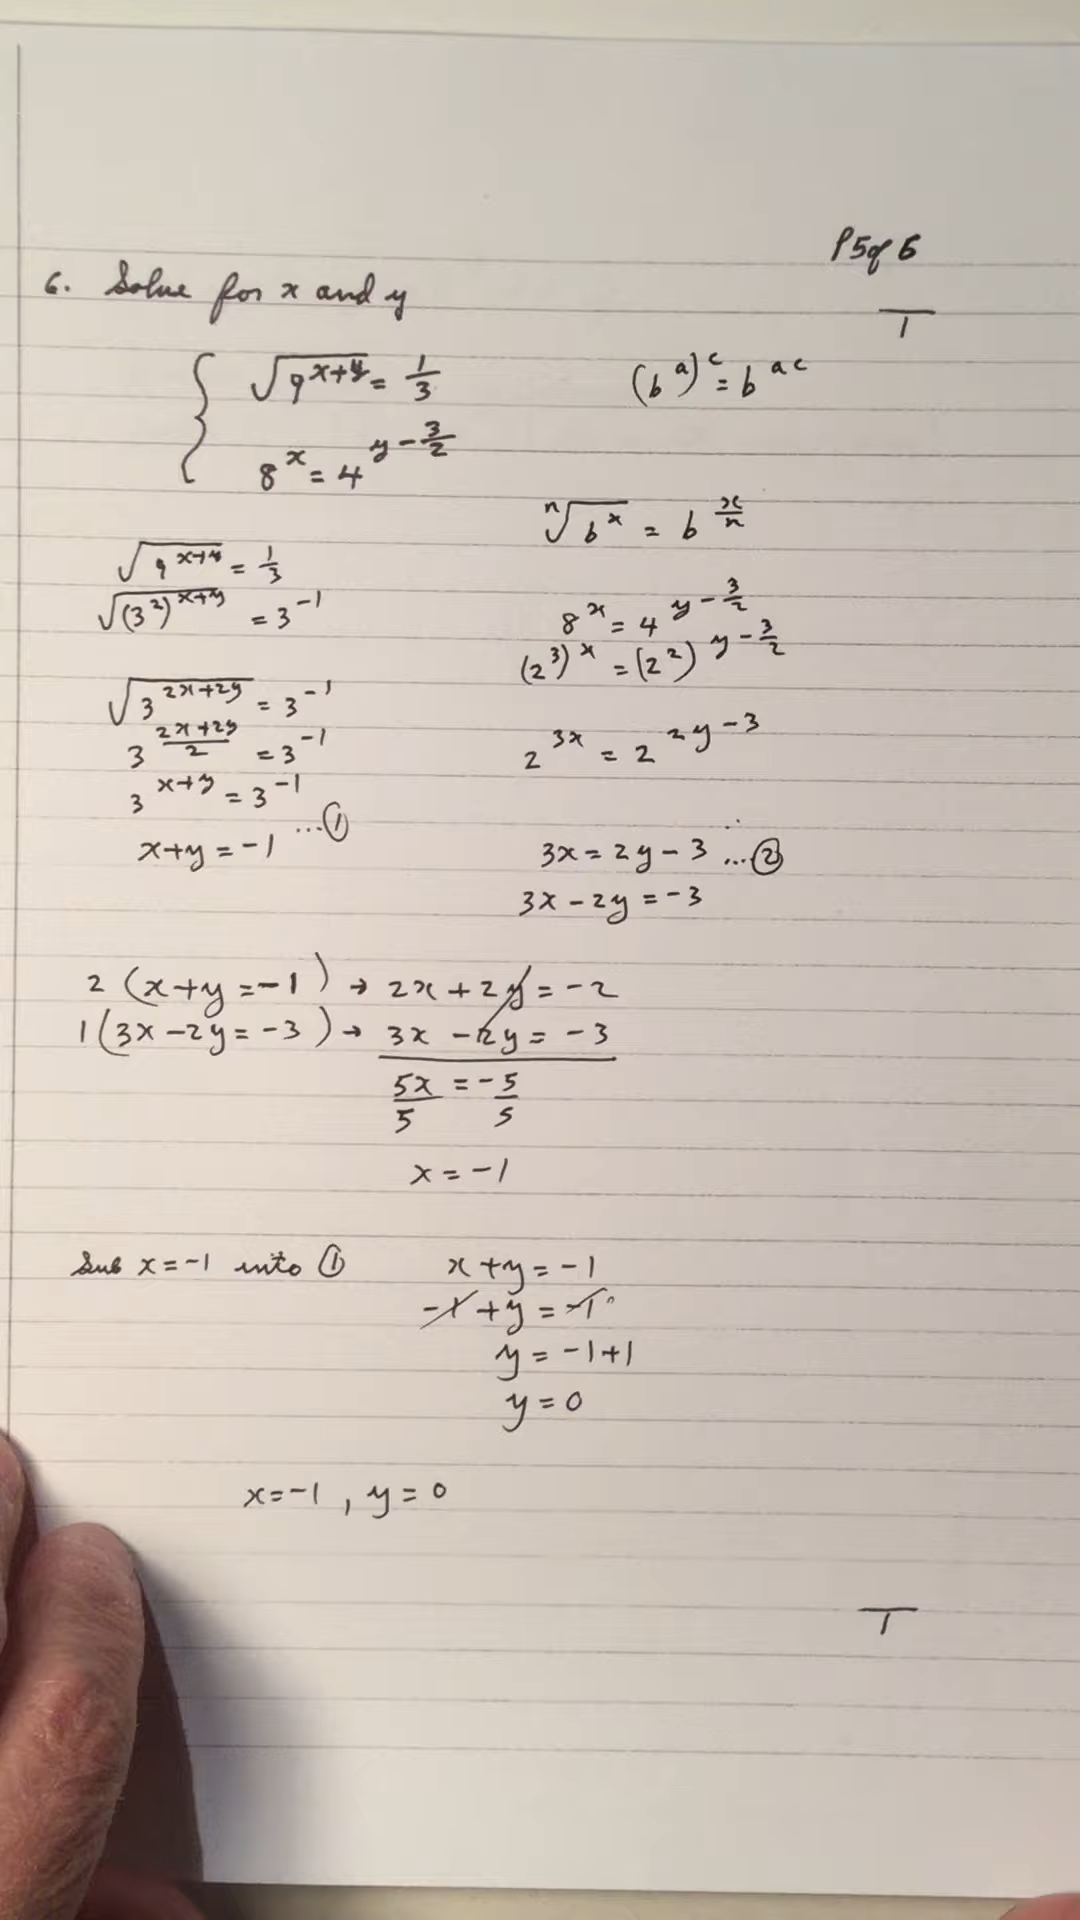 P5of 6
6. Solve for x and y
T
√9^(x+y) = 1/3
(b^a)^c = b^ac
8^x = 4^(y-3/2)
ⁿ√b^x = b^(x/n)
√9^(x+y) = 1/3
√(3²)^(x+y) = 3^-1
√3^(2x+2y) = 3^-1
3^((2x+2y)/2) = 3^-1
3^(x+y) = 3^-1
x+y = -1 ...①
8^x = 4^(y-3/2)
(2³)^x = (2²)^(y-3/2)
2^(3x) = 2^(2y-3)
3x = 2y - 3 ...②
3x - 2y = -3
2 (x+y = -1) → 2x + 2y = -2
1 (3x - 2y = -3) → 3x - 2y = -3
5x/5 = -5/5
x = -1
Sub x = -1 into ①
x + y = -1
-1 + y = -1
y = -1+1
y = 0
x = -1 , y = 0
T